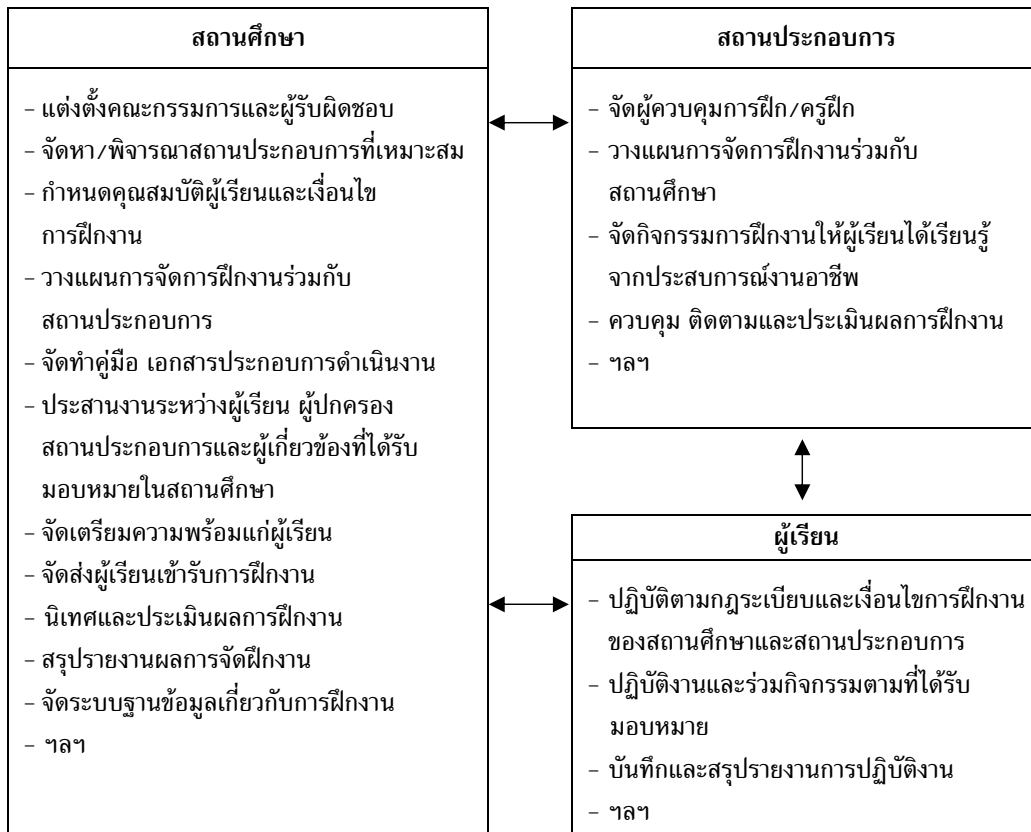 สถานศึกษา
– แต่งตั้งคณะกรรมการและผู้รับผิดชอบ
– จัดหา/พิจารณาสถานประกอบการที่เหมาะสม
– กำหนดคุณสมบัติผู้เรียนและเงื่อนไข
การฝึกงาน
– วางแผนการจัดการฝึกงานร่วมกับ
สถานประกอบการ
– จัดทำคู่มือ เอกสารประกอบการดำเนินงาน
– ประสานงานระหว่างผู้เรียน ผู้ปกครอง
สถานประกอบการและผู้เกี่ยวข้องที่ได้รับ
มอบหมายในสถานศึกษา
– จัดเตรียมความพร้อมแก่ผู้เรียน
– จัดส่งผู้เรียนเข้ารับการฝึกงาน
– นิเทศและประเมินผลการฝึกงาน
– สรุปรายงานผลการจัดฝึกงาน
– จัดระบบฐานข้อมูลเกี่ยวกับการฝึกงาน
– ฯลฯ
สถานประกอบการ
– จัดผู้ควบคุมการฝึก/ครูฝึก
– วางแผนการจัดการฝึกงานร่วมกับ
สถานศึกษา
– จัดกิจกรรมการฝึกงานให้ผู้เรียนได้เรียนรู้
จากประสบการณ์งานอาชีพ
– ควบคุม ติดตามและประเมินผลการฝึกงาน
– ฯลฯ
ผู้เรียน
– ปฏิบัติตามกฎระเบียบและเงื่อนไขการฝึกงาน
ของสถานศึกษาและสถานประกอบการ
– ปฏิบัติงานและร่วมกิจกรรมตามที่ได้รับ
มอบหมาย
– บันทึกและสรุปรายงานการปฏิบัติงาน
– ฯลฯ